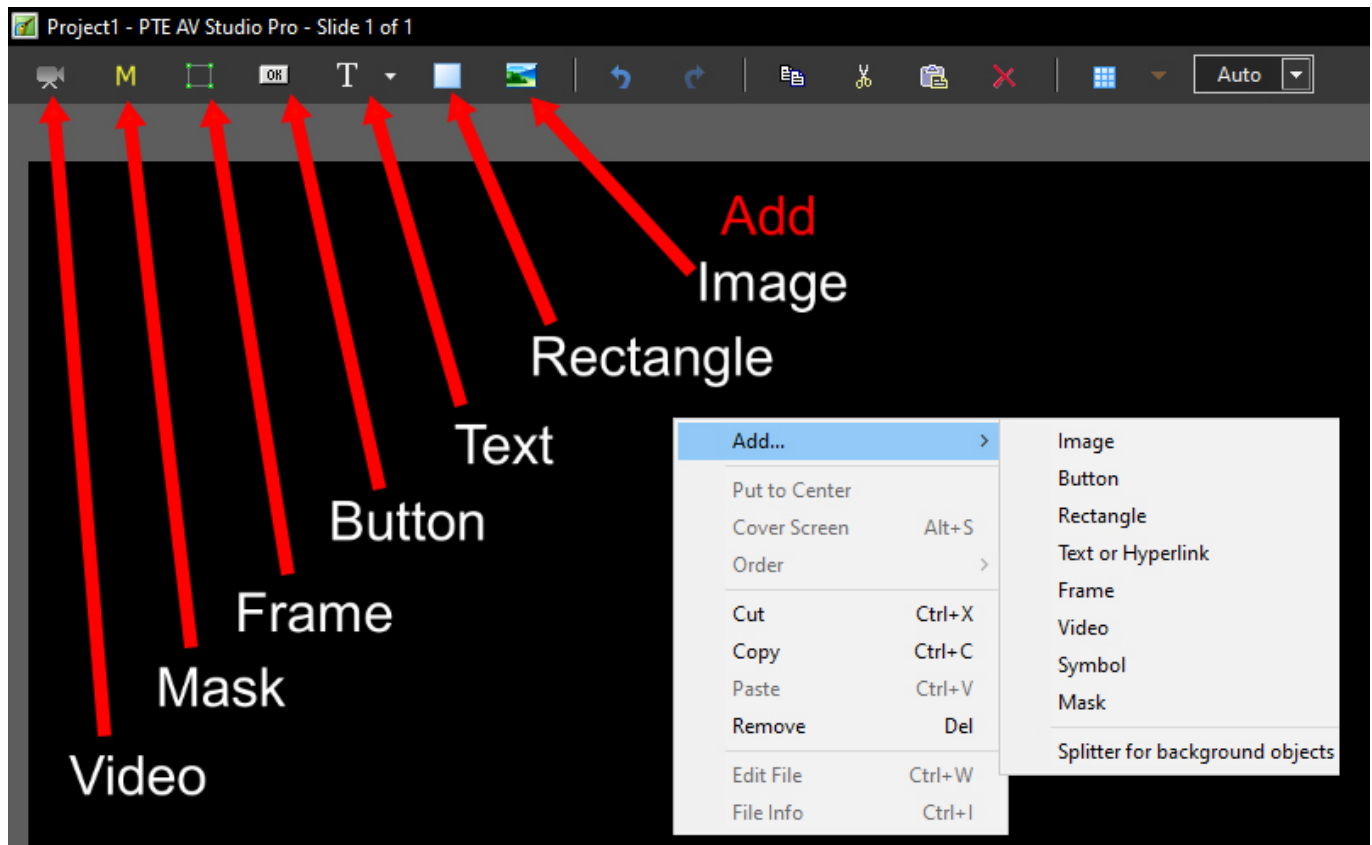 Project1 - PTE AV Studio Pro - Slide 1 of 1
M
OK
T
Auto
Add
Image
Rectangle
Text
Button
Frame
Mask
Video
Add...
Put to Center
Cover Screen Alt+S
Order
Cut Ctrl+X
Copy Ctrl+C
Paste Ctrl+V
Remove Del
Edit File Ctrl+W
File Info Ctrl+I
Image
Button
Rectangle
Text or Hyperlink
Frame
Video
Symbol
Mask
Splitter for background objects